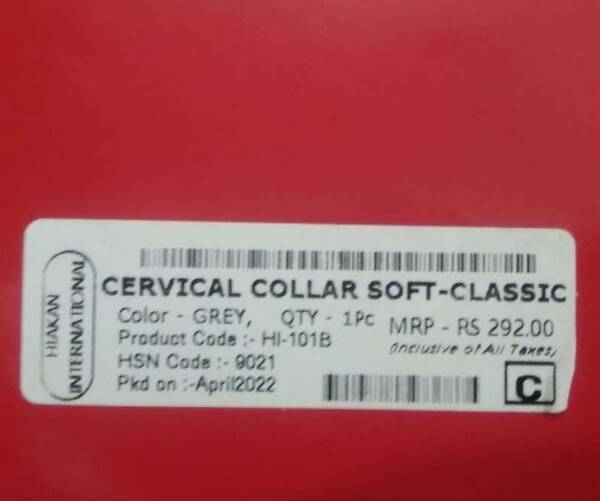 HIAKAN
INTERNATIONAL
CERVICAL COLLAR SOFT-CLASSIC
Color - GREY, QTY - 1Pc
MRP - RS 292.00
Product Code :- HI-101B
(Inclusive of All Taxes)
HSN Code :- 9021
Pkd on :-April2022
C